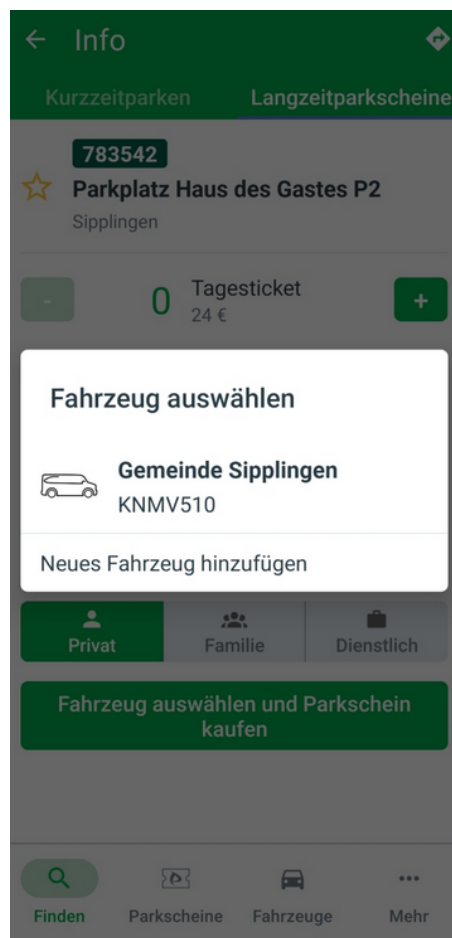 Info
Kurzzeitparken Langzeitparkscheine
783542
Parkplatz Haus des Gastes P2
Sipplingen
- 0 Tagesticket +
24 €
Fahrzeug auswählen
Gemeinde Sipplingen
KNMV510
Neues Fahrzeug hinzufügen
Privat Familie Dienstlich
Fahrzeug auswählen und Parkschein
kaufen
Finden Parkscheine Fahrzeuge Mehr